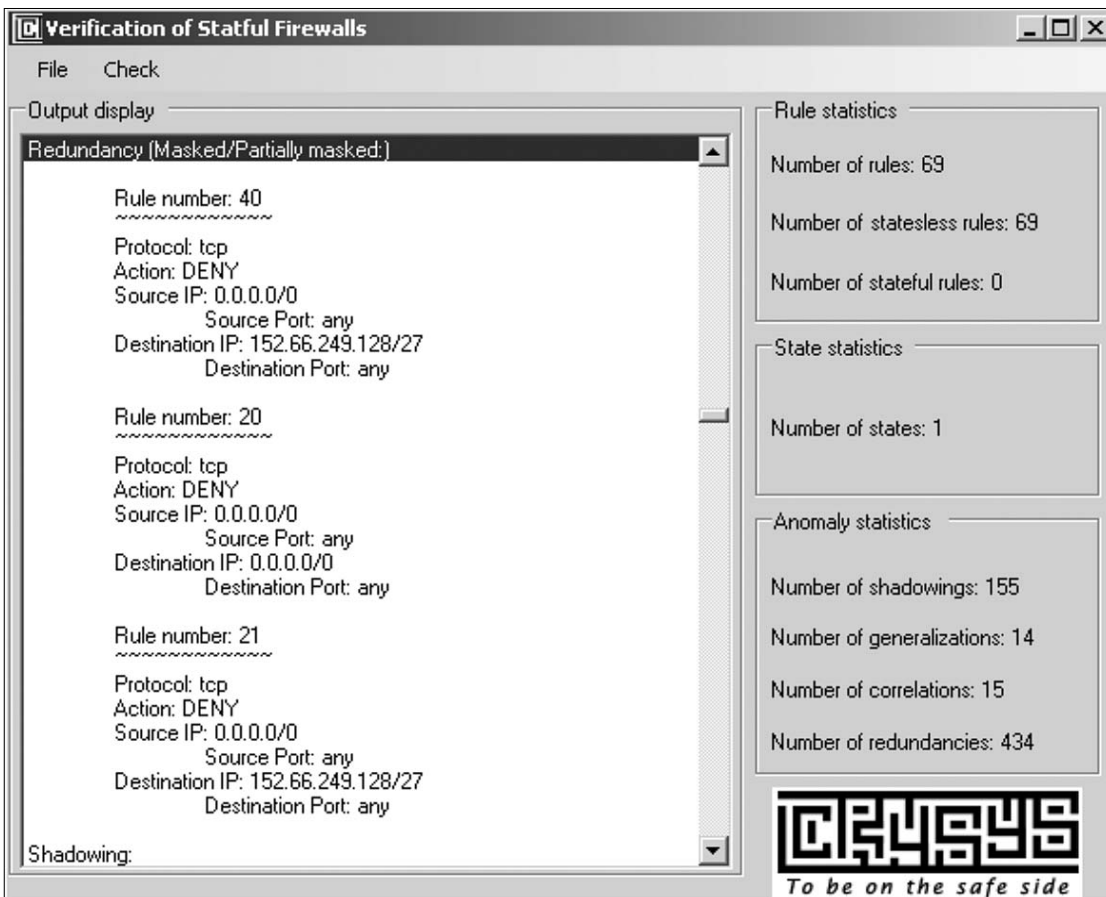 Verification of Statful Firewalls
File Check
Output display
Redundancy (Masked/Partially masked:)
Rule number: 40
~~~~~~~~~~~~
Protocol: tcp
Action: DENY
Source IP: 0.0.0.0/0
Source Port: any
Destination IP: 152.66.249.128/27
Destination Port: any
Rule number: 20
~~~~~~~~~~~~
Protocol: tcp
Action: DENY
Source IP: 0.0.0.0/0
Source Port: any
Destination IP: 0.0.0.0/0
Destination Port: any
Rule number: 21
~~~~~~~~~~~~
Protocol: tcp
Action: DENY
Source IP: 0.0.0.0/0
Source Port: any
Destination IP: 152.66.249.128/27
Destination Port: any
Shadowing:
Rule statistics
Number of rules: 69
Number of statesless rules: 69
Number of stateful rules: 0
State statistics
Number of states: 1
Anomaly statistics
Number of shadowings: 155
Number of generalizations: 14
Number of correlations: 15
Number of redundancies: 434
CRYSYS
To be on the safe side